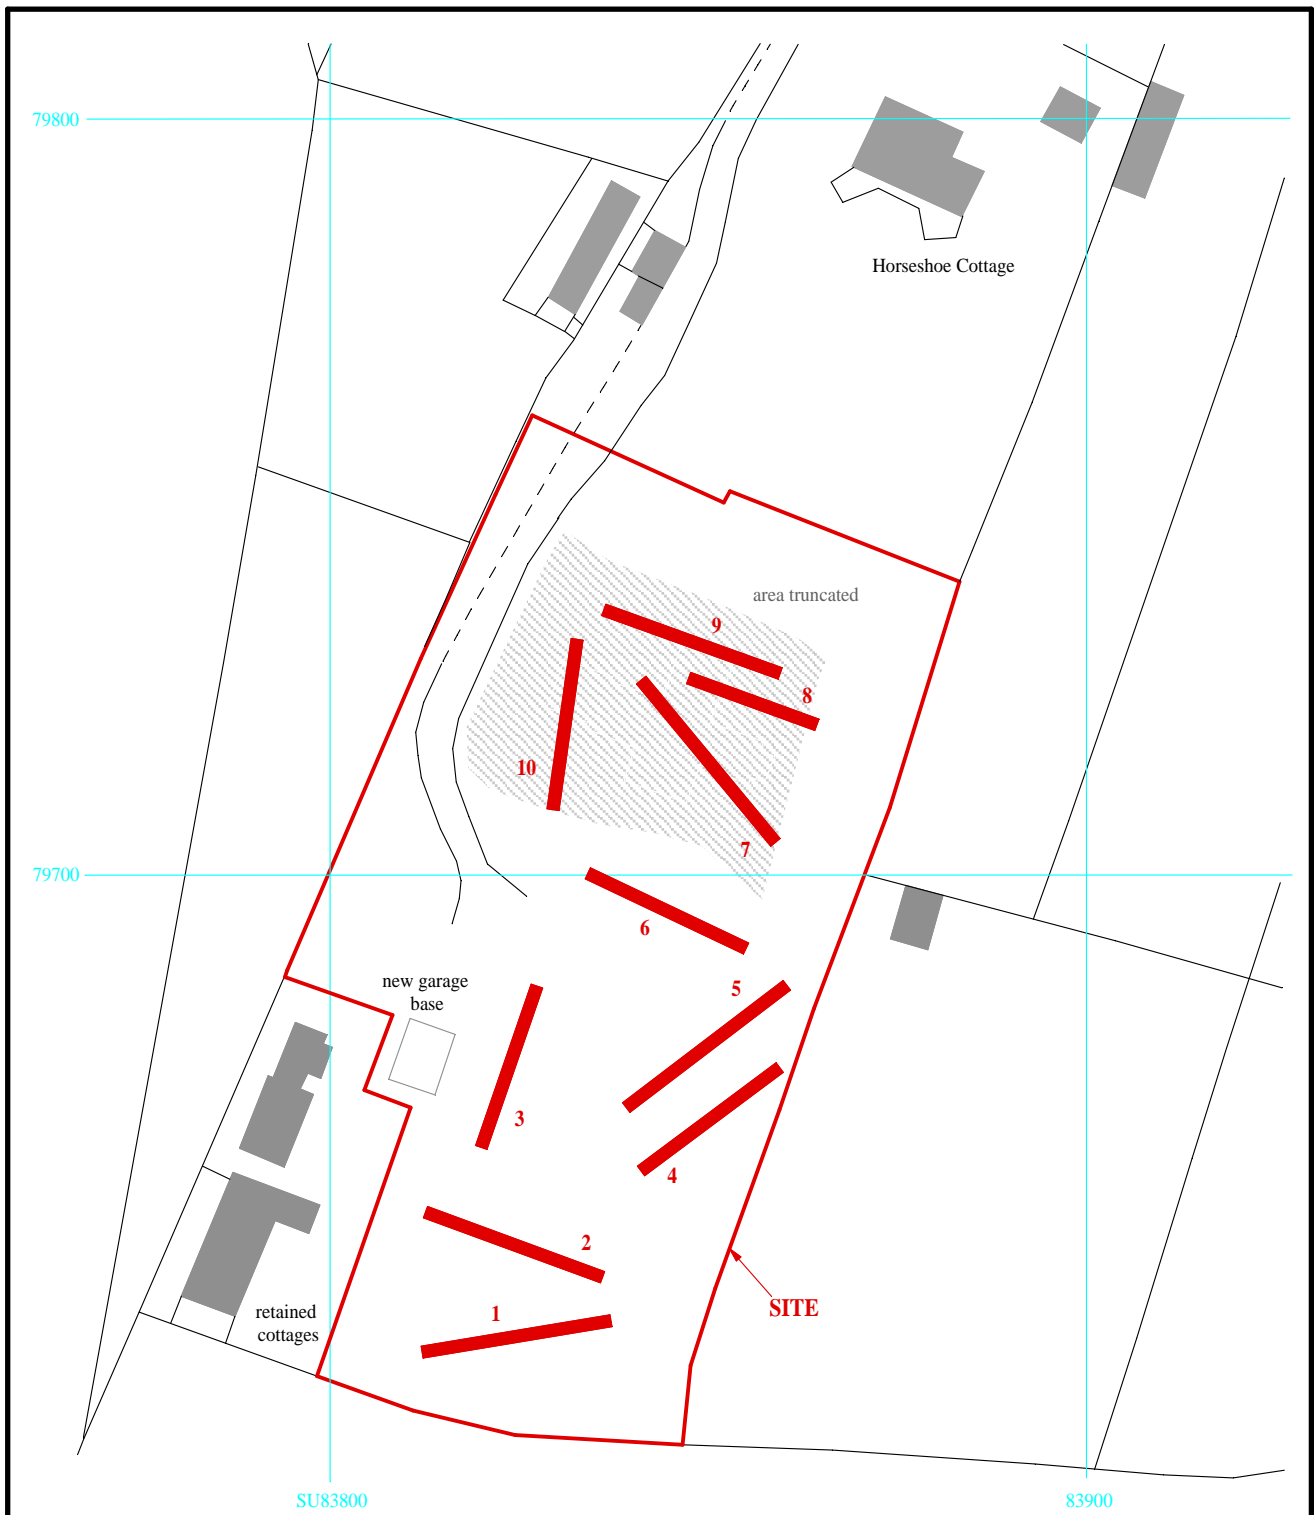 79800
Horseshoe Cottage
area truncated
9
8
10
7
79700
6
new garage
base
5
3
4
2
retained
cottages
1
SITE
SU83800
83900